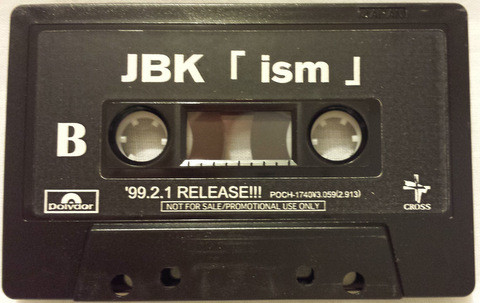 JBK「ism」
B
'99.2.1 RELEASE!!! POCH-1740¥3.059(2.913)
NOT FOR SALE/PROMOTIONAL USE ONLY
Polydor
CROSS